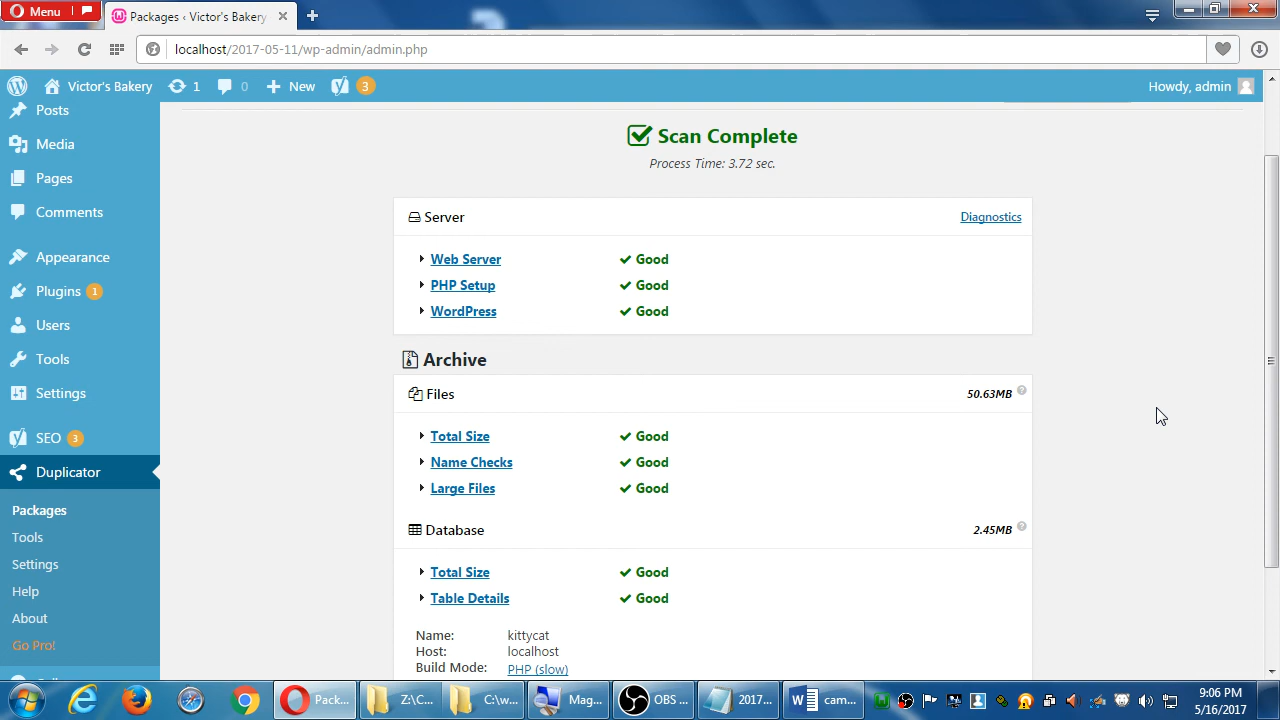 Menu
Packages ‹ Victor's Bakery
localhost/2017-05-11/wp-admin/admin.php
Victor's Bakery 1 0 New 3
Howdy, admin
Posts
Media
Pages
Comments
Appearance
Plugins 1
Users
Tools
Settings
SEO 3
Duplicator
Packages
Tools
Settings
Help
About
Go Pro!
Scan Complete
Process Time: 3.72 sec.
Server Diagnostics
Web Server Good
PHP Setup Good
WordPress Good
Archive
Files 50.63MB
Total Size Good
Name Checks Good
Large Files Good
Database 2.45MB
Total Size Good
Table Details Good
Name: kittycat
Host: localhost
Build Mode: PHP (slow)
Pack... Z:\C... C:\w... Mag... OBS ... 2017... cam...
9:06 PM
5/16/2017